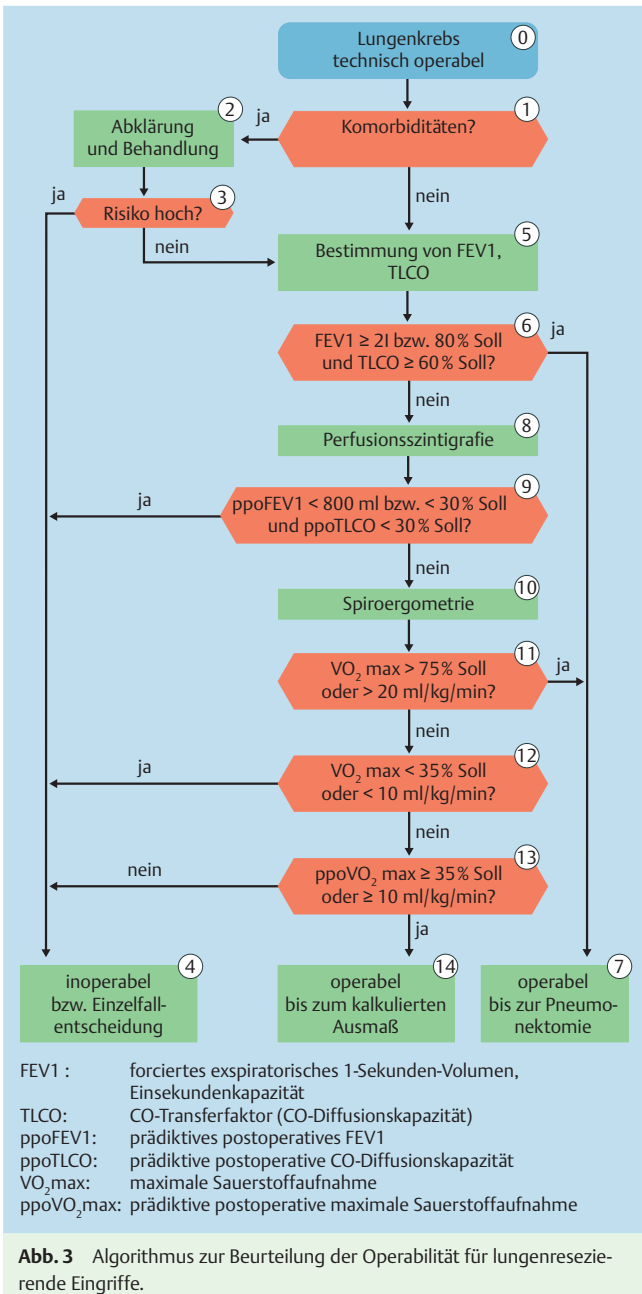 0
Lungenkrebs
technisch operabel
1
Komorbiditäten?
ja
2
Abklärung
und Behandlung
nein
3
Risiko hoch?
ja
nein
5
Bestimmung von FEV1,
TLCO
6
FEV1 ≥ 2l bzw. 80% Soll
und TLCO ≥ 60% Soll?
ja
nein
8
Perfusionsszintigrafie
9
ppoFEV1 < 800 ml bzw. < 30% Soll
und ppoTLCO < 30% Soll?
ja
nein
10
Spiroergometrie
11
VO₂ max > 75% Soll
oder > 20 ml/kg/min?
ja
nein
12
VO₂ max < 35% Soll
oder < 10 ml/kg/min?
ja
nein
13
ppoVO₂ max ≥ 35% Soll
oder ≥ 10 ml/kg/min?
nein
ja
4
inoperabel
bzw. Einzelfall-
entscheidung
14
operabel
bis zum kalkulierten
Ausmaß
7
operabel
bis zur Pneumo-
nektomie
FEV1 : forciertes exspiratorisches 1-Sekunden-Volumen,
Einsekundenkapazität
TLCO: CO-Transferfaktor (CO-Diffusionskapazität)
ppoFEV1: prädiktives postoperatives FEV1
ppoTLCO: prädiktive postoperative CO-Diffusionskapazität
VO₂max: maximale Sauerstoffaufnahme
ppoVO₂max: prädiktive postoperative maximale Sauerstoffaufnahme
Abb. 3 Algorithmus zur Beurteilung der Operabilität für lungenresezie-
rende Eingriffe.